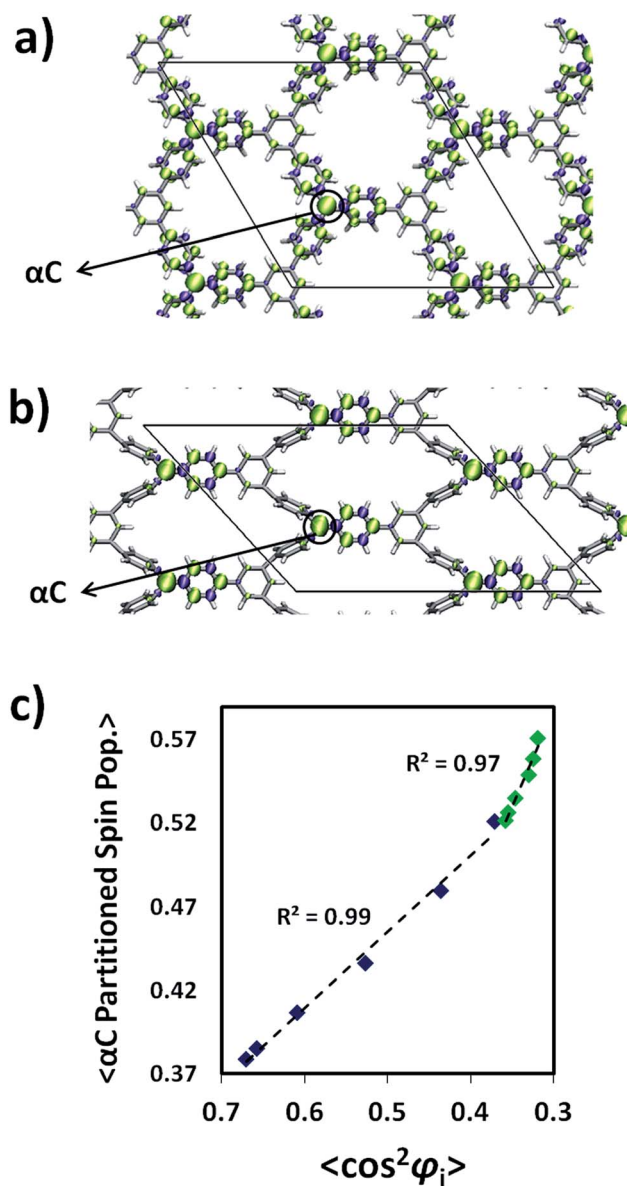 a)
αC
b)
αC
c)
<αC Partitioned Spin Pop.>
0.57
0.52
0.47
0.42
0.37
R² = 0.97
R² = 0.99
0.7 0.6 0.5 0.4 0.3
<cos²φᵢ>